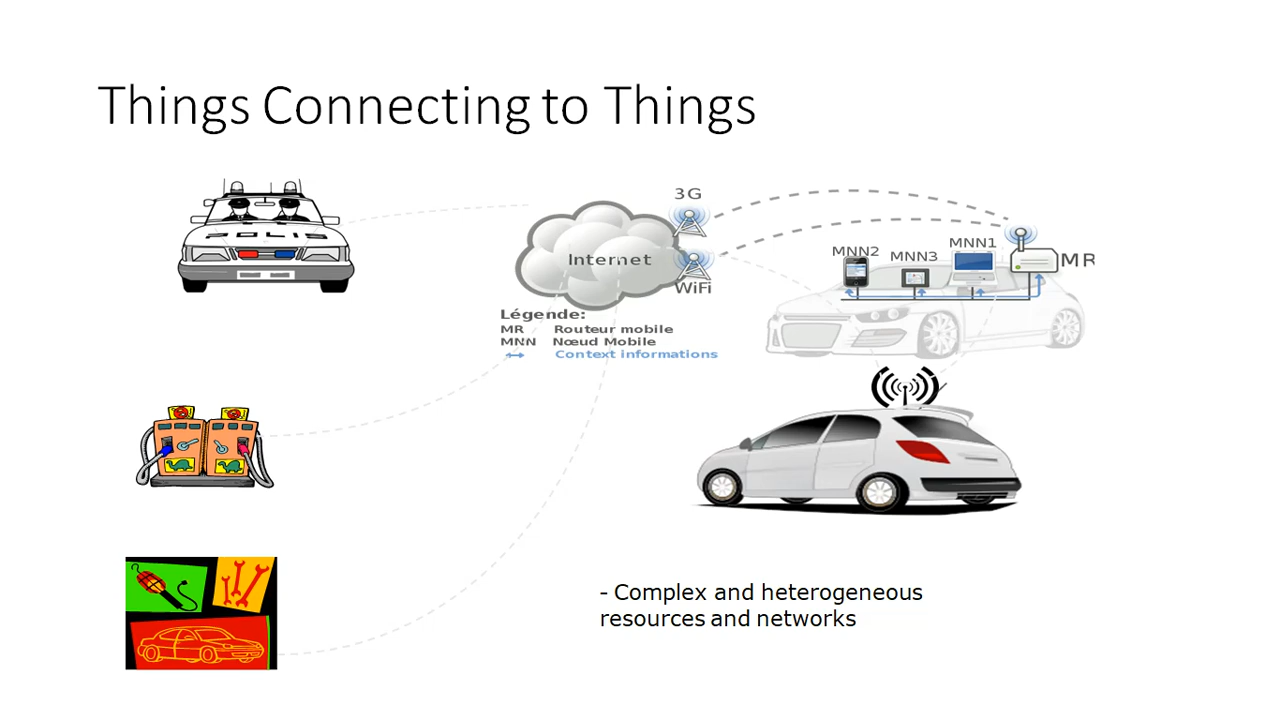 Things Connecting to Things
POLIS
3G
Internet
WiFi
MNN2
MNN3
MNN1
MR
Légende:
MR Routeur mobile
MNN Nœud Mobile
Context informations
- Complex and heterogeneous
resources and networks